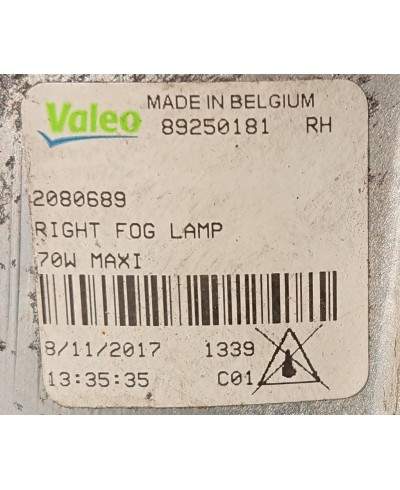 Valeo MADE IN BELGIUM
89250181 RH
2080689
RIGHT FOG LAMP
70W MAXI
8/11/2017 1339
13:35:35 C01